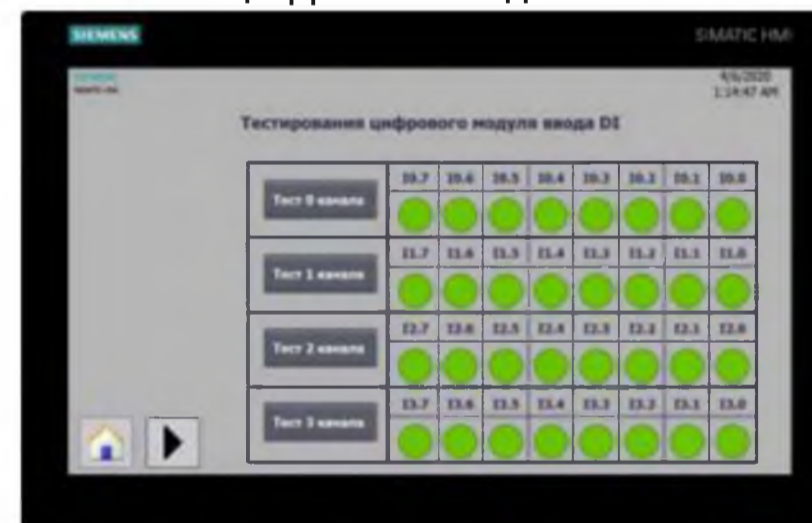 SIEMENS
SIMATIC HMI
SIEMENS
SIMATIC HMI
4/6/2020
1:14:47 AM
Тестирования цифрового модуля ввода DI
I0.7 I0.6 I0.5 I0.4 I0.3 I0.2 I0.1 I0.0
Тест 0 канала
I1.7 I1.6 I1.5 I1.4 I1.3 I1.2 I1.1 I1.0
Тест 1 канала
I2.7 I2.6 I2.5 I2.4 I2.3 I2.2 I2.1 I2.0
Тест 2 канала
I3.7 I3.6 I3.5 I3.4 I3.3 I3.2 I3.1 I3.0
Тест 3 канала